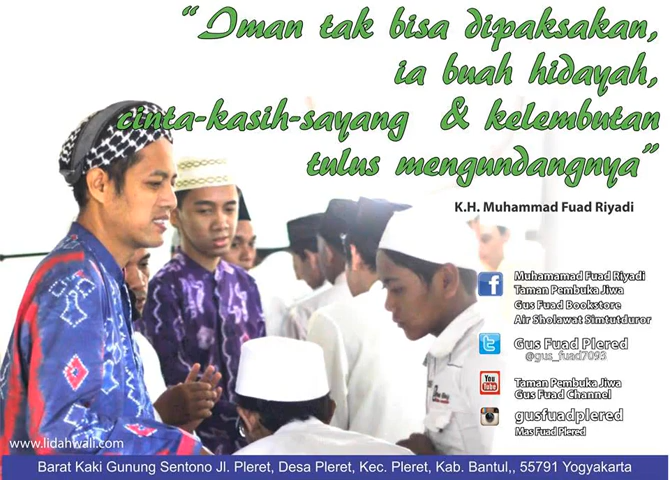 “Iman tak bisa dipaksakan,
ia buah hidayah,
cinta-kasih-sayang & kelembutan
tulus mengundangnya”
K.H. Muhammad Fuad Riyadi
Muhamamad Fuad Riyadi
Taman Pembuka Jiwa
Gus Fuad Bookstore
Air Sholawat Simtutduror
Gus Fuad Plered
@gus_fuad7093
You Tube
Taman Pembuka Jiwa
Gus Fuad Channel
gusfuadplered
Mas Fuad Plered
www.lidahwali.com
Barat Kaki Gunung Sentono Jl. Pleret, Desa Pleret, Kec. Pleret, Kab. Bantul,, 55791 Yogyakarta